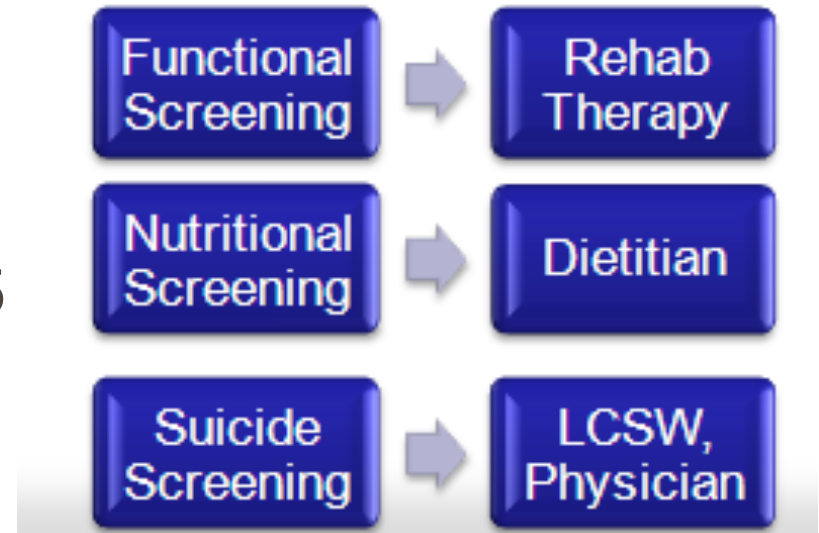 Functional
Screening
Rehab
Therapy
Nutritional
Screening
Dietitian
Suicide
Screening
LCSW,
Physician